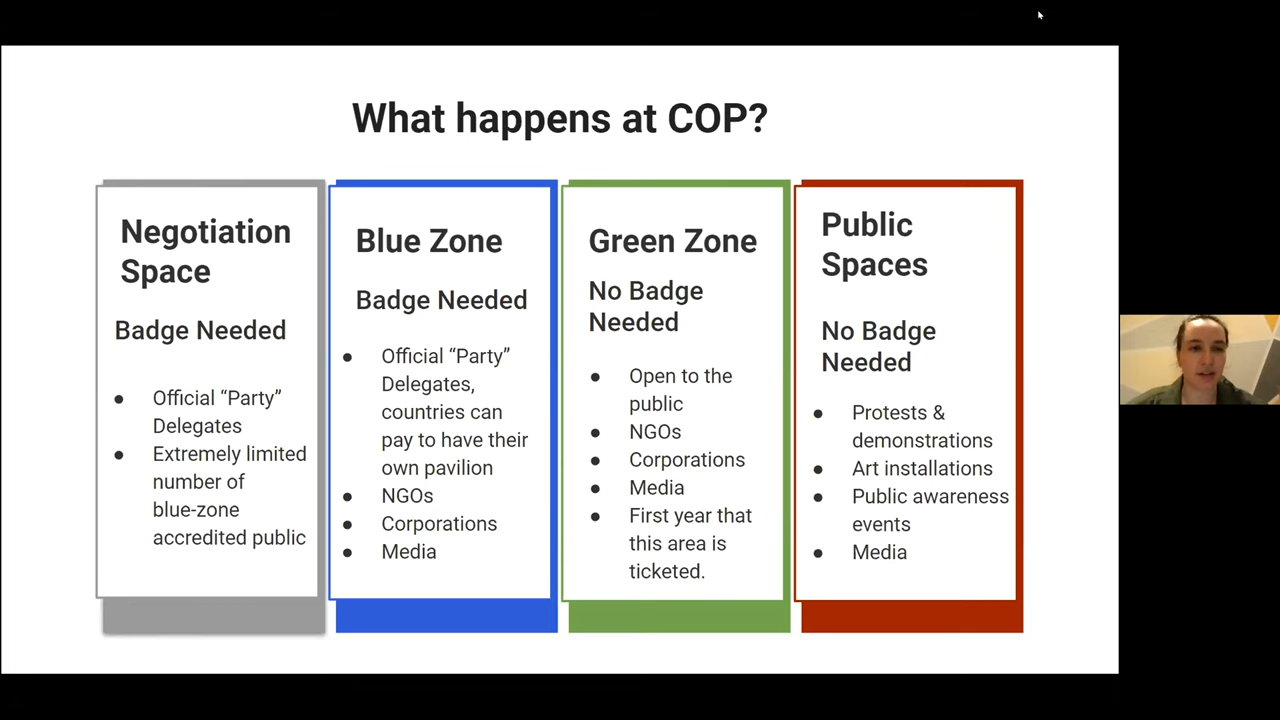 What happens at COP?
Negotiation
Space
Badge Needed
● Official “Party”
Delegates
● Extremely limited
number of
blue-zone
accredited public
Blue Zone
Badge Needed
● Official “Party”
Delegates,
countries can
pay to have their
own pavilion
● NGOs
● Corporations
● Media
Green Zone
No Badge
Needed
● Open to the
public
● NGOs
● Corporations
● Media
● First year that
this area is
ticketed.
Public
Spaces
No Badge
Needed
● Protests &
demonstrations
● Art installations
● Public awareness
events
● Media